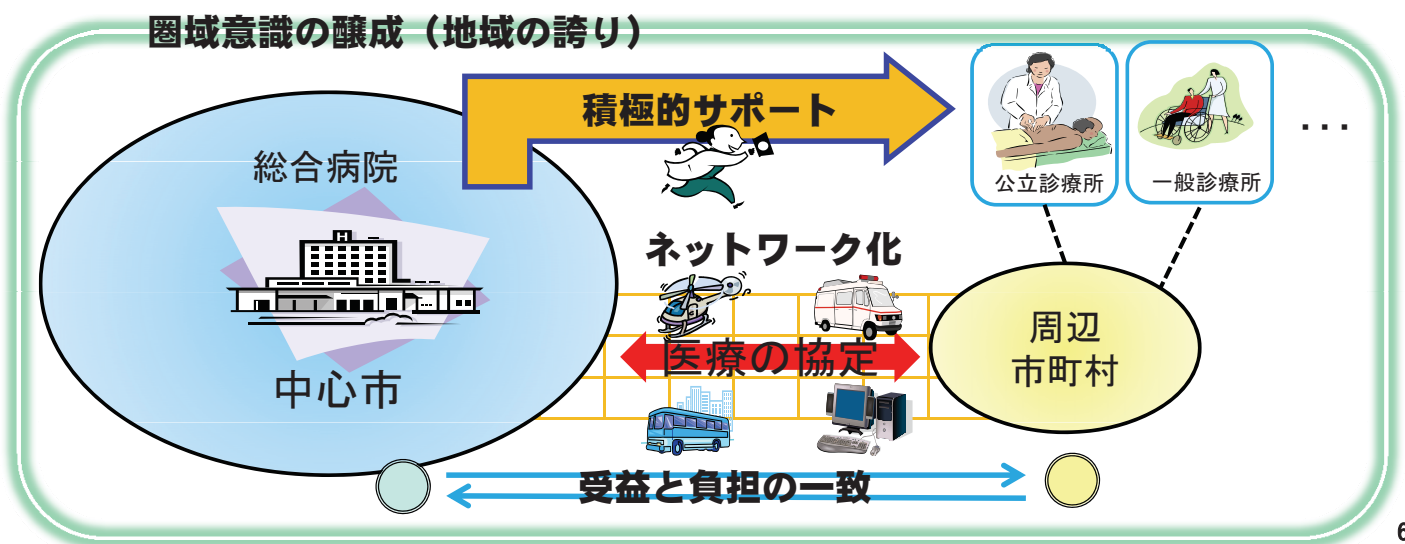 圏域意識の醸成（地域の誇り）
積極的サポート
総合病院
公立診療所
一般診療所
･･･
ネットワーク化
H
医療の協定
周辺
市町村
中心市
受益と負担の一致
6